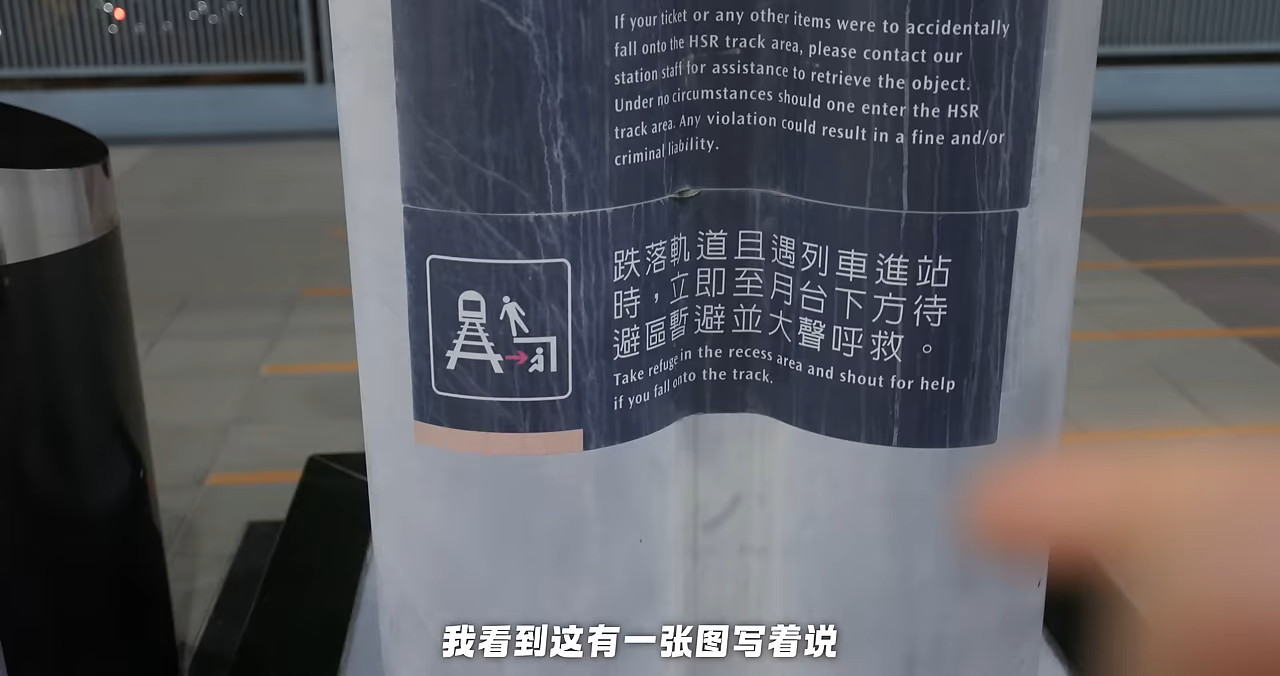 If your ticket or any other items were to accidentally
fall onto the HSR track area, please contact our
station staff for assistance to retrieve the object.
Under no circumstances should one enter the HSR
track area. Any violation could result in a fine and/or
criminal liability.
跌落軌道且遇列車進站
時，立即至月台下方待
避區暫避並大聲呼救。
Take refuge in the recess area and shout for help
if you fall onto the track.
我看到这有一张图写着说